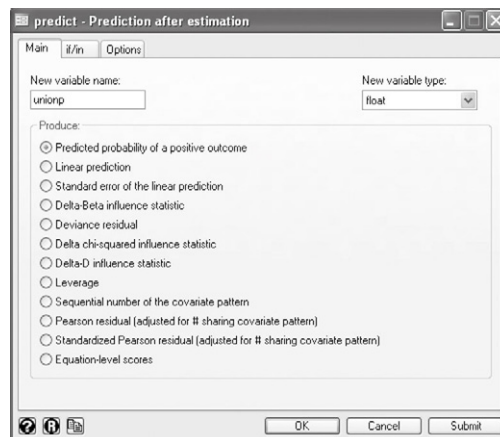 predict - Prediction after estimation
Main if/in Options
New variable name: New variable type:
unionp float
Produce:
Predicted probability of a positive outcome
Linear prediction
Standard error of the linear prediction
Delta-Beta influence statistic
Deviance residual
Delta chi-squared influence statistic
Delta-D influence statistic
Leverage
Sequential number of the covariate pattern
Pearson residual (adjusted for # sharing covariate pattern)
Standardized Pearson residual (adjusted for # sharing covariate pattern)
Equation-level scores
? R OK Cancel Submit